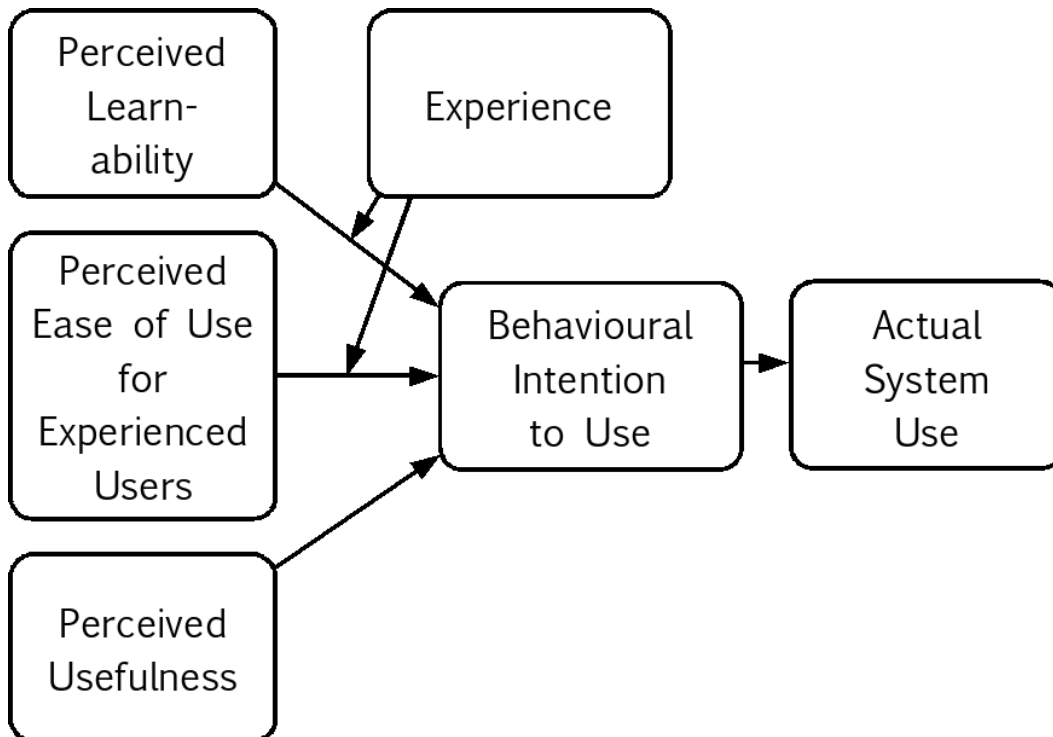 Perceived
Learn-
ability
Experience
Perceived
Ease of Use
for
Experienced
Users
Behavioural
Intention
to Use
Actual
System
Use
Perceived
Usefulness